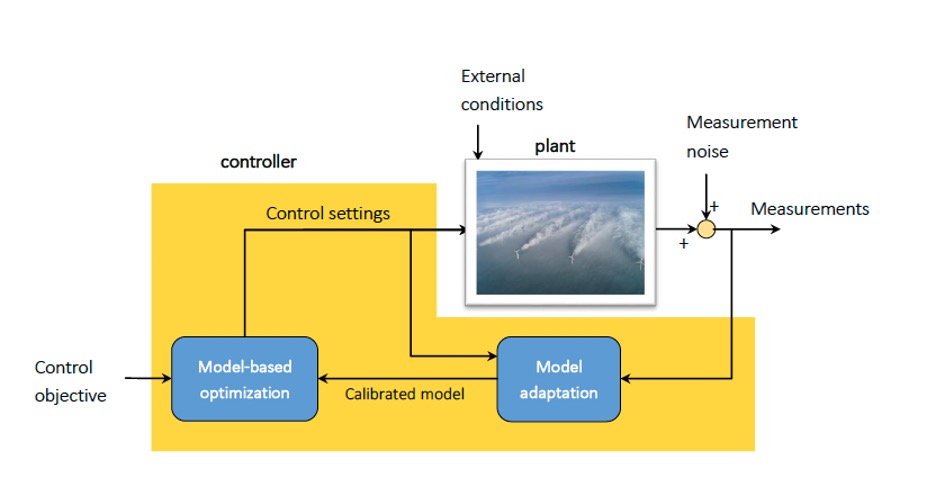 External
conditions
Measurement
noise
plant
controller
+
Control settings
Measurements
+
Control
objective
Model-based
optimization
Model
adaptation
Calibrated model